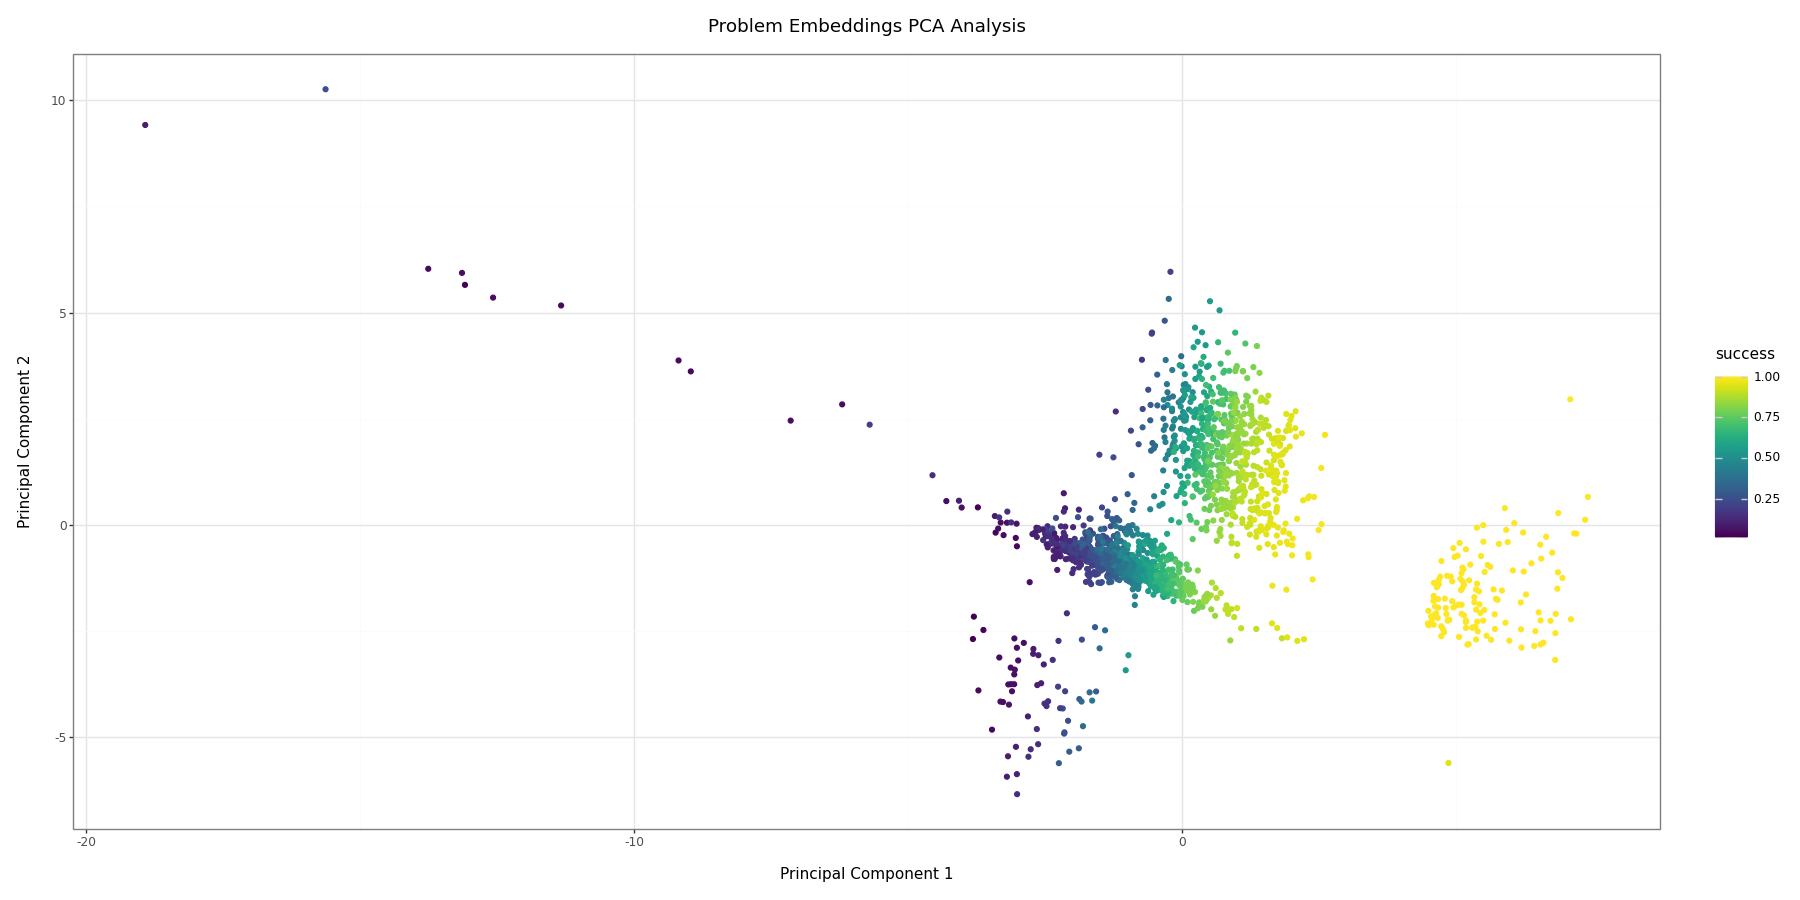 Problem Embeddings PCA Analysis
10
5
0
-5
Principal Component 2
-20
-10
0
Principal Component 1
success
1.00
0.75
0.50
0.25